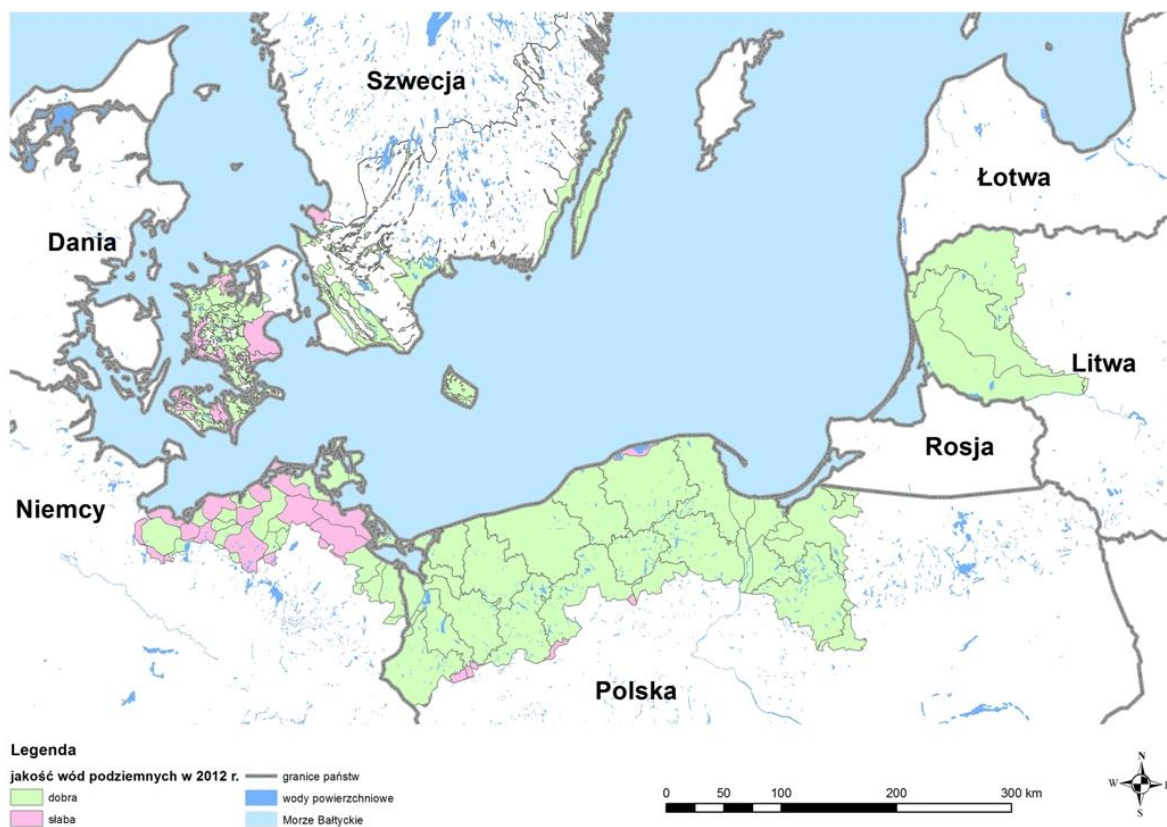 Szwecja
Łotwa
Dania
Litwa
Rosja
Niemcy
Polska
Legenda
jakość wód podziemnych w 2012 r.
dobra
słaba
granice państw
wody powierzchniowe
Morze Bałtyckie
0 25 50 100 200 300 km
N
W E
S